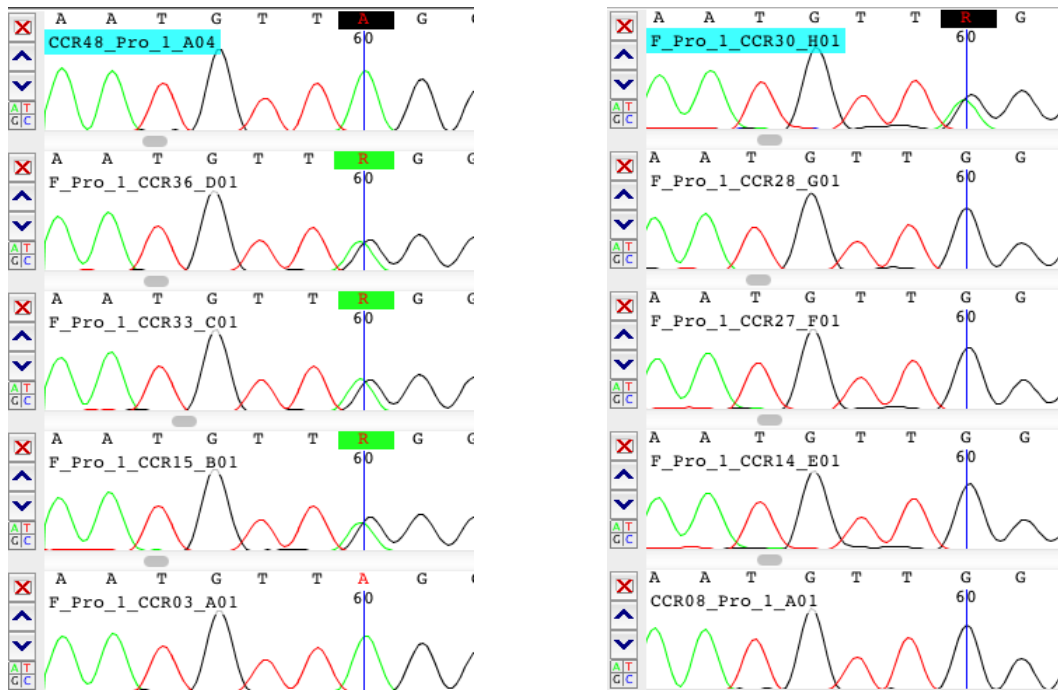 A A T G T T A G
60
CCR48_Pro_1_A04
A T
G C
A A T G T T R G G
60
F_Pro_1_CCR36_D01
A T
G C
A A T G T T R G G
60
F_Pro_1_CCR33_C01
A T
G C
A A T G T T R G G
60
F_Pro_1_CCR15_B01
A T
G C
A A T G T T A G
60
F_Pro_1_CCR03_A01
A T
G C
A A T G T T R G
60
F_Pro_1_CCR30_H01
A T
G C
A A T G T T G G
60
F_Pro_1_CCR28_G01
A T
G C
A A T G T T G G
60
F_Pro_1_CCR27_F01
A T
G C
A A T G T T G G
60
F_Pro_1_CCR14_E01
A T
G C
A A T G T T G G
60
CCR08_Pro_1_A01
A T
G C